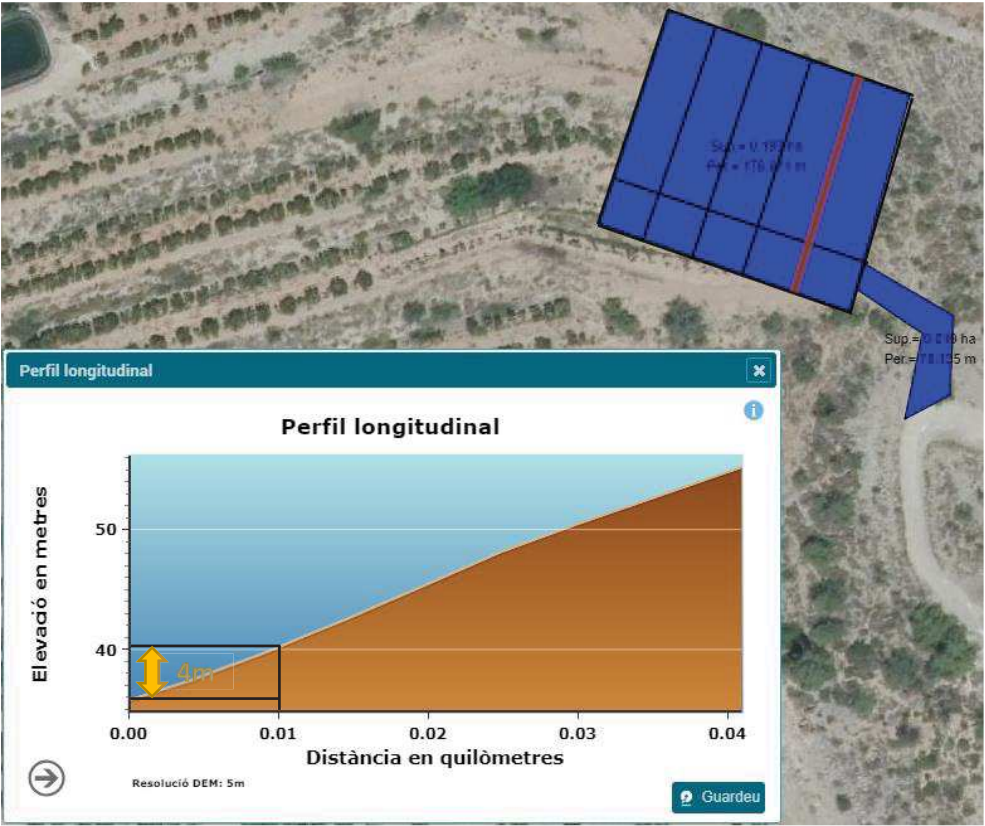 Per.=
m
Sup.=
ha
Per.=
m
Perfil longitudinal
Perfil longitudinal
Elevació en metres
50
40
4m
0.00
0.01
0.02
0.03
0.04
Distància en quilòmetres
Resolució DEM: 5m
Guardeu